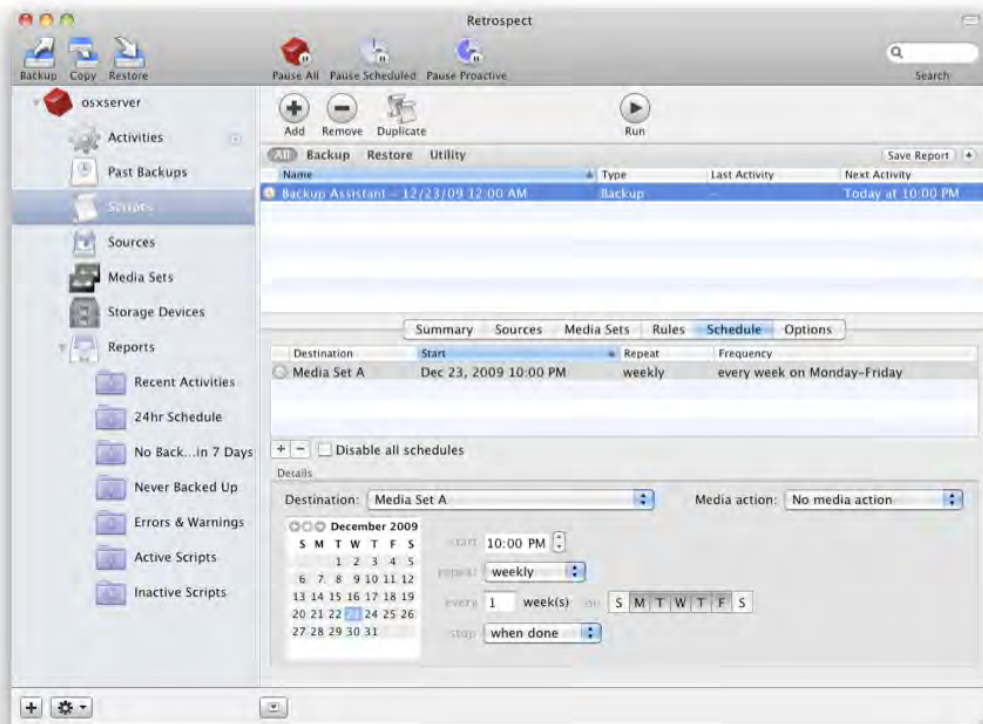 Retrospect
Backup Copy Restore
Pause All Pause Scheduled Pause Proactive
Search
osxserver
Activities
Past Backups
Scripts
Sources
Media Sets
Storage Devices
Reports
Recent Activities
24hr Schedule
No Back...in 7 Days
Never Backed Up
Errors & Warnings
Active Scripts
Inactive Scripts
Add Remove Duplicate
Run
All Backup Restore Utility
Save Report +
Name Type Last Activity Next Activity
Backup Assistant – 12/23/09 12:00 AM Backup – Today at 10:00 PM
Summary Sources Media Sets Rules Schedule Options
Destination Start Repeat Frequency
Media Set A Dec 23, 2009 10:00 PM weekly every week on Monday–Friday
+ − Disable all schedules
Details
Destination: Media Set A Media action: No media action
December 2009
S M T W T F S
1 2 3 4 5
6 7 8 9 10 11 12
13 14 15 16 17 18 19
20 21 22 23 24 25 26
27 28 29 30 31
start 10:00 PM
repeat weekly
every 1 week(s) on S M T W T F S
stop when done